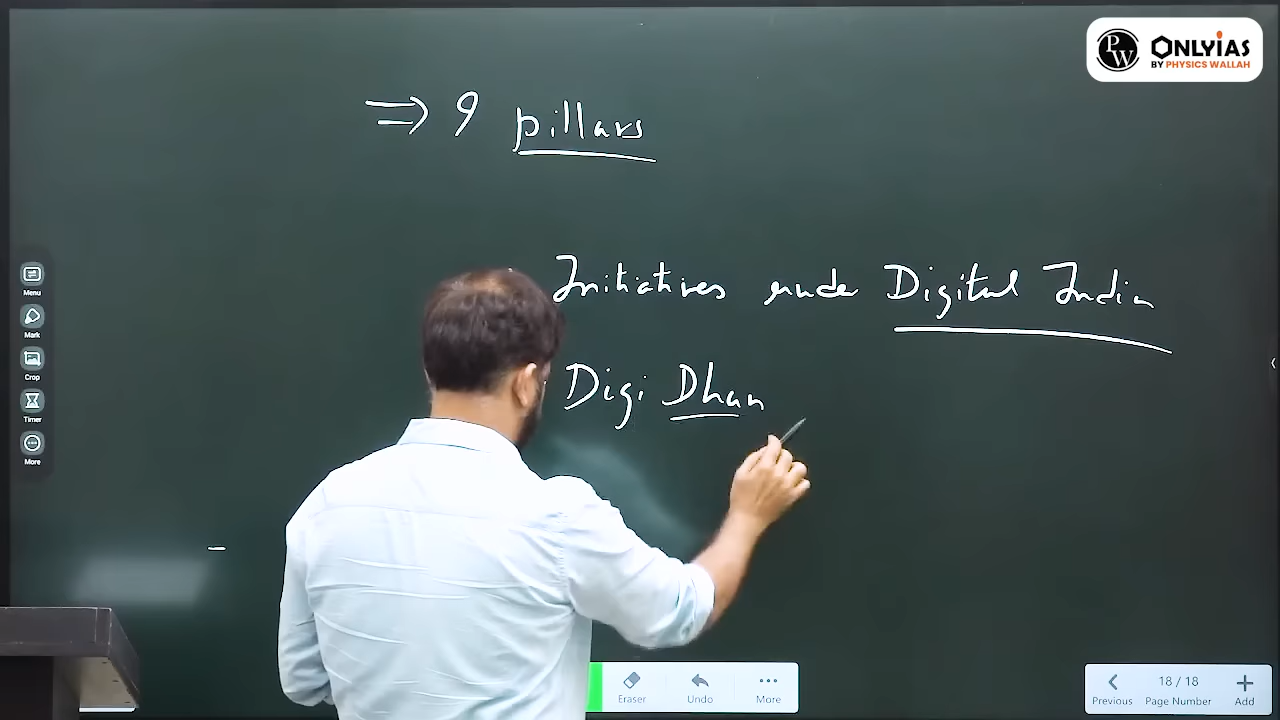 PW ONLYIAS
BY PHYSICS WALLAH
⇒ 9 pillars
Initiatives under Digital India
Digi Dhan
Menu
Mark
Crop
Timer
More
Eraser
Undo
More
18 / 18
Previous
Page Number
Add